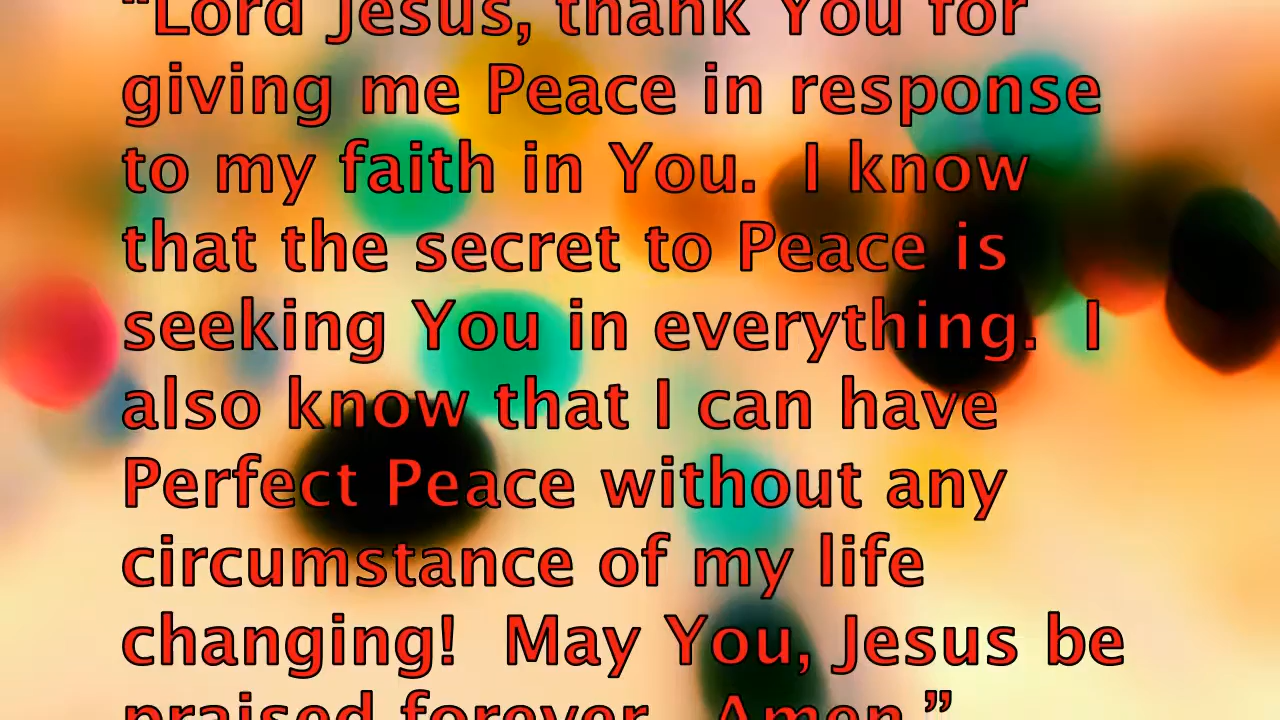 “Lord Jesus, thank You for
giving me Peace in response
to my faith in You.  I know
that the secret to Peace is
seeking You in everything.  I
also know that I can have
Perfect Peace without any
circumstance of my life
changing!  May You, Jesus be
praised forever.  Amen.”